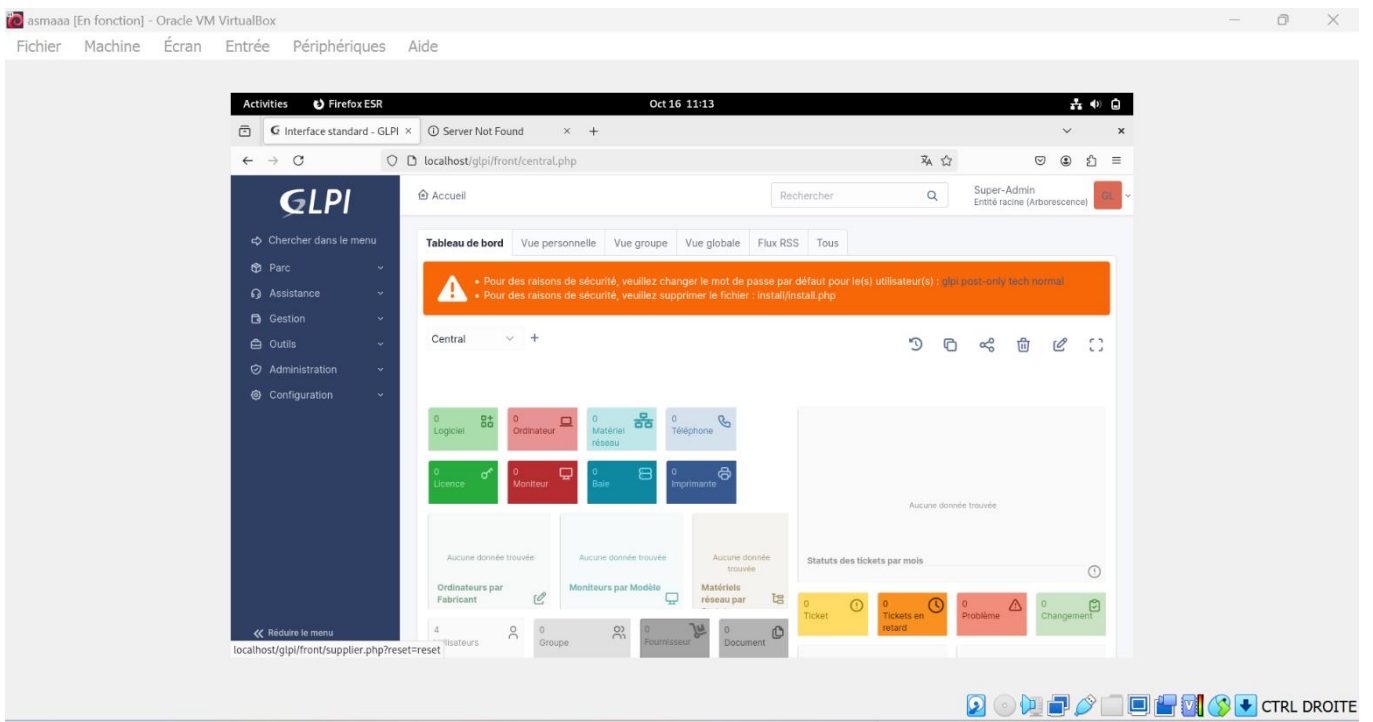 asmaaa [En fonction] - Oracle VM VirtualBox
Fichier Machine Écran Entrée Périphériques Aide
Activities Firefox ESR Oct 16 11:13
Interface standard - GLPI × Server Not Found × +
localhost/glpi/front/central.php
GLPI
Accueil
Rechercher
Super-Admin
Entité racine (Arborescence)
GL
Chercher dans le menu
Parc
Assistance
Gestion
Outils
Administration
Configuration
Réduire le menu
localhost/glpi/front/supplier.php?reset=reset
Tableau de bord Vue personnelle Vue groupe Vue globale Flux RSS Tous
• Pour des raisons de sécurité, veuillez changer le mot de passe par défaut pour le(s) utilisateur(s) : glpi post-only tech normal
• Pour des raisons de sécurité, veuillez supprimer le fichier : install/install.php
Central +
0
Logiciel
0
Ordinateur
0
Matériel
réseau
0
Téléphone
0
Licence
0
Moniteur
0
Baie
0
Imprimante
Aucune donnée trouvée
Ordinateurs par
Fabricant
Aucune donnée trouvée
Moniteurs par Modèle
Aucune donnée
trouvée
Matériels
réseau par
Aucune donnée trouvée
Statuts des tickets par mois
4
0
Groupe
0
Fournisseur
0
Document
0
Ticket
0
Tickets en
retard
0
Problème
0
Changement
CTRL DROITE